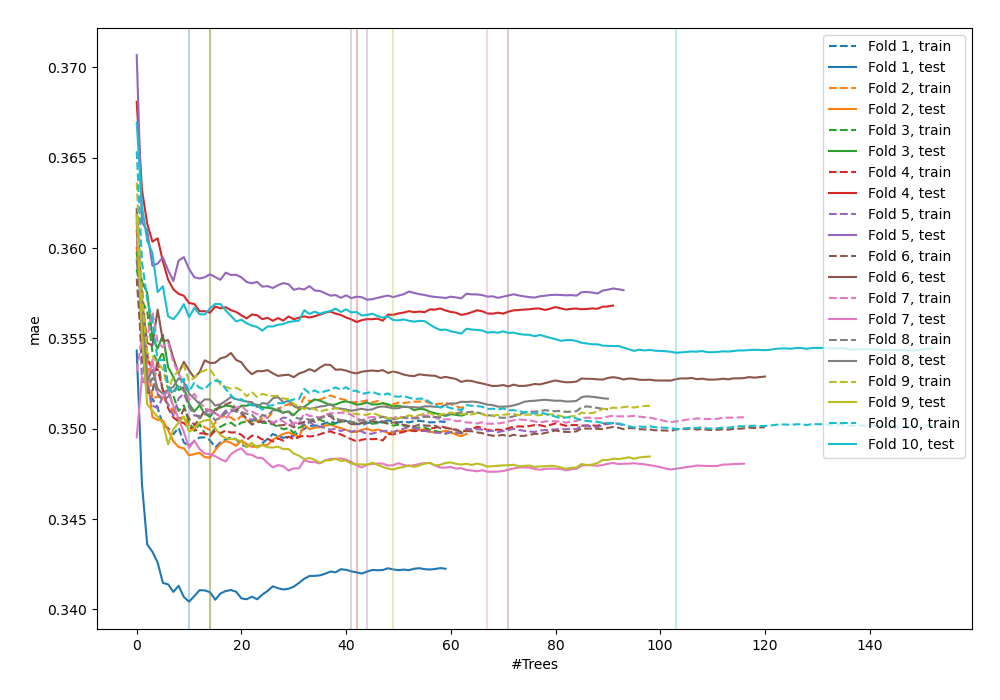 0.370
0.365
0.360
0.355
0.350
0.345
0.340
mae
0 20 40 60 80 100 120 140
#Trees
Fold 1, train
Fold 1, test
Fold 2, train
Fold 2, test
Fold 3, train
Fold 3, test
Fold 4, train
Fold 4, test
Fold 5, train
Fold 5, test
Fold 6, train
Fold 6, test
Fold 7, train
Fold 7, test
Fold 8, train
Fold 8, test
Fold 9, train
Fold 9, test
Fold 10, train
Fold 10, test